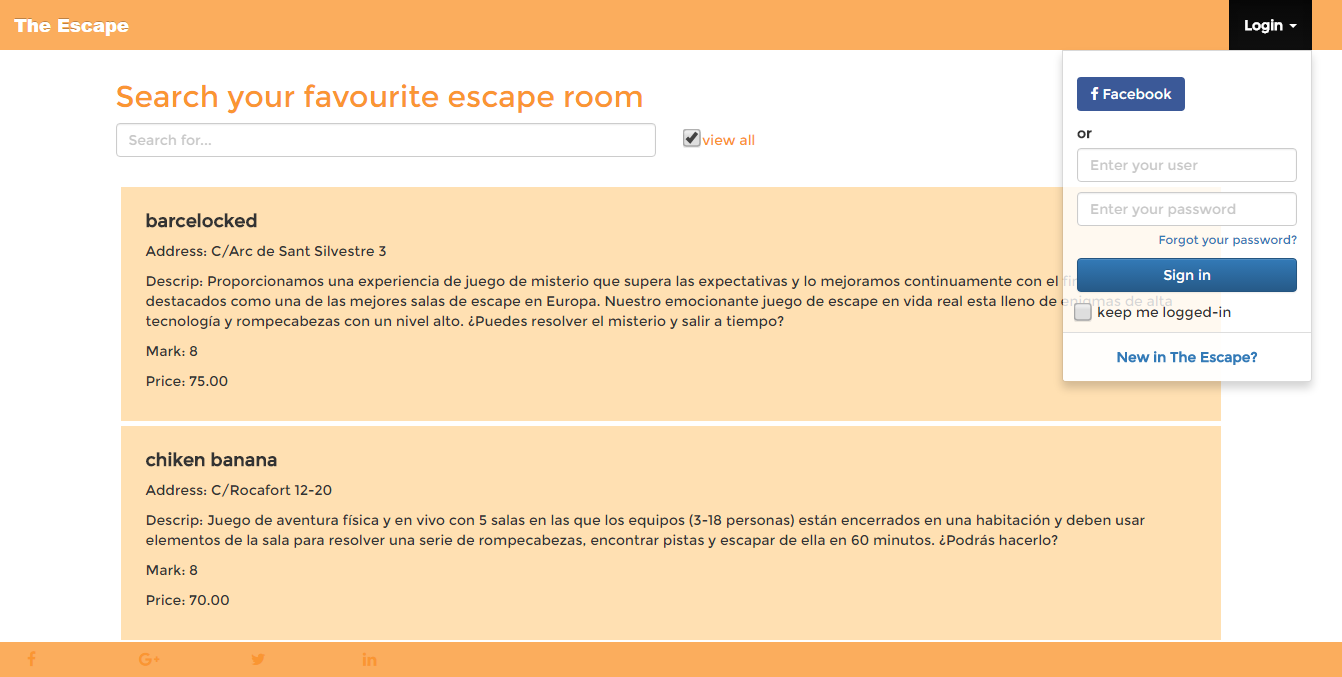 The Escape
Login
Search your favourite escape room
Search for...
view all
f Facebook
or
Enter your user
Enter your password
Forgot your password?
Sign in
keep me logged-in
New in The Escape?
barcelocked
Address: C/Arc de Sant Silvestre 3
Descrip: Proporcionamos una experiencia de juego de misterio que supera las expectativas y lo mejoramos continuamente con el
destacados como una de las mejores salas de escape en Europa. Nuestro emocionante juego de escape en vida real esta lleno de enigmas de alta
tecnología y rompecabezas con un nivel alto. ¿Puedes resolver el misterio y salir a tiempo?
Mark: 8
Price: 75.00
chiken banana
Address: C/Rocafort 12-20
Descrip: Juego de aventura física y en vivo con 5 salas en las que los equipos (3-18 personas) están encerrados en una habitación y deben usar
elementos de la sala para resolver una serie de rompecabezas, encontrar pistas y escapar de ella en 60 minutos. ¿Podrás hacerlo?
Mark: 8
Price: 70.00
f
G+
in